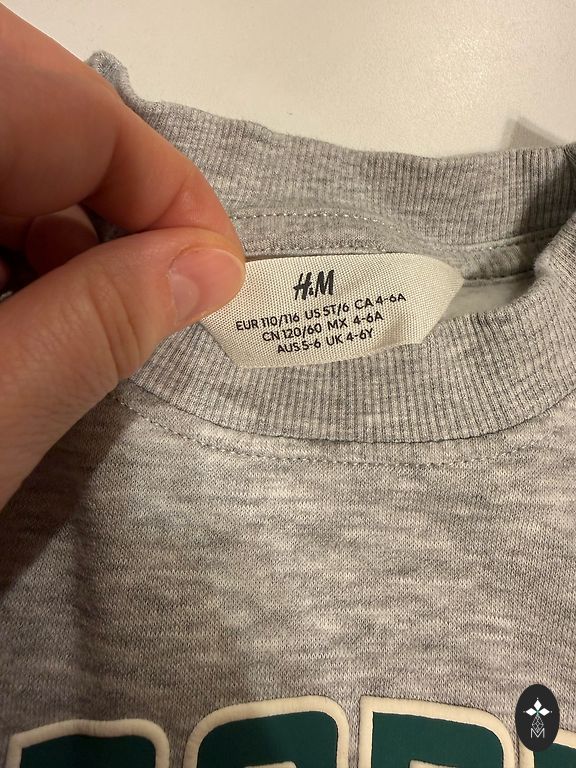 H&M
EUR 110/116 US 5T/6 CA 4-6A
CN 120/60 MX 4-6A
AUS 5-6 UK 4-6Y